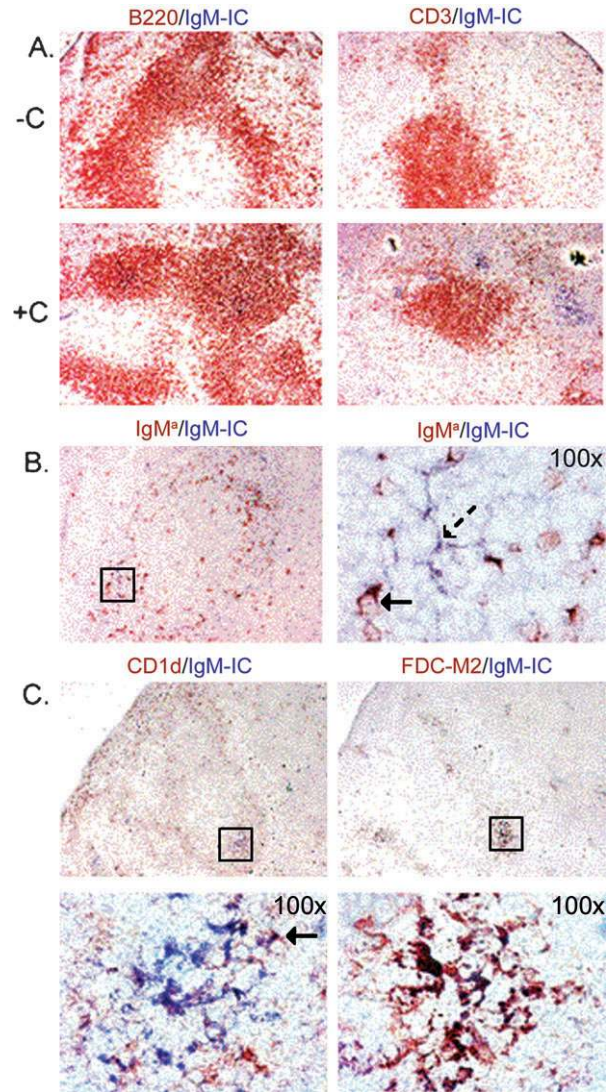 B220/IgM-IC CD3/IgM-IC
A.
-C
+C
IgMᵃ/IgM-IC IgMᵃ/IgM-IC
B.
100x
CD1d/IgM-IC FDC-M2/IgM-IC
C.
100x 100x